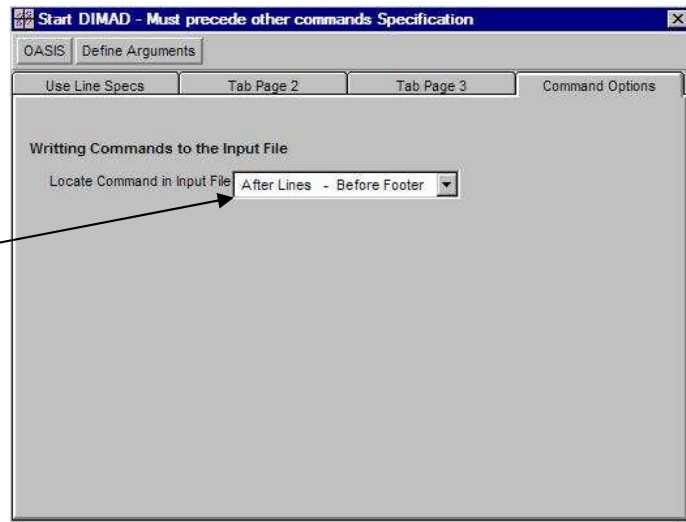 Start DIMAD - Must precede other commands Specification
OASIS Define Arguments
Use Line Specs Tab Page 2 Tab Page 3 Command Options
Writting Commands to the Input File
Locate Command in Input File After Lines - Before Footer